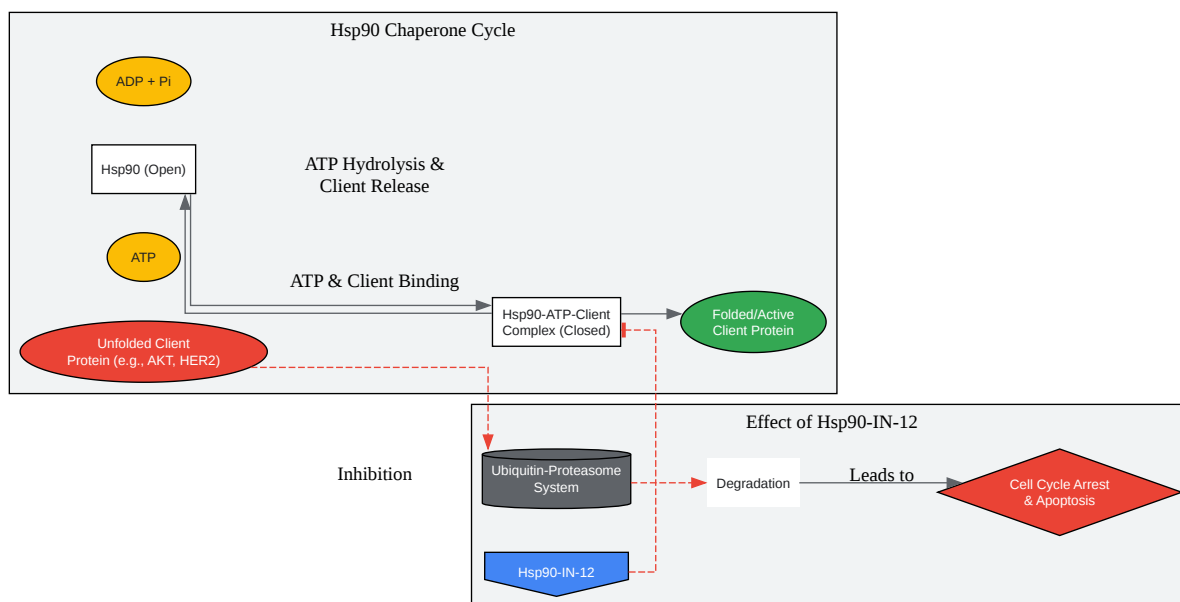 Hsp90 Chaperone Cycle
ADP + Pi
Hsp90 (Open)
ATP Hydrolysis &
Client Release
ATP
ATP & Client Binding
Hsp90-ATP-Client
Complex (Closed)
Folded/Active
Client Protein
Unfolded Client
Protein (e.g., AKT, HER2)
Effect of Hsp90-IN-12
Inhibition
Ubiquitin-Proteasome
System
Degradation
Leads to
Cell Cycle Arrest
& Apoptosis
Hsp90-IN-12